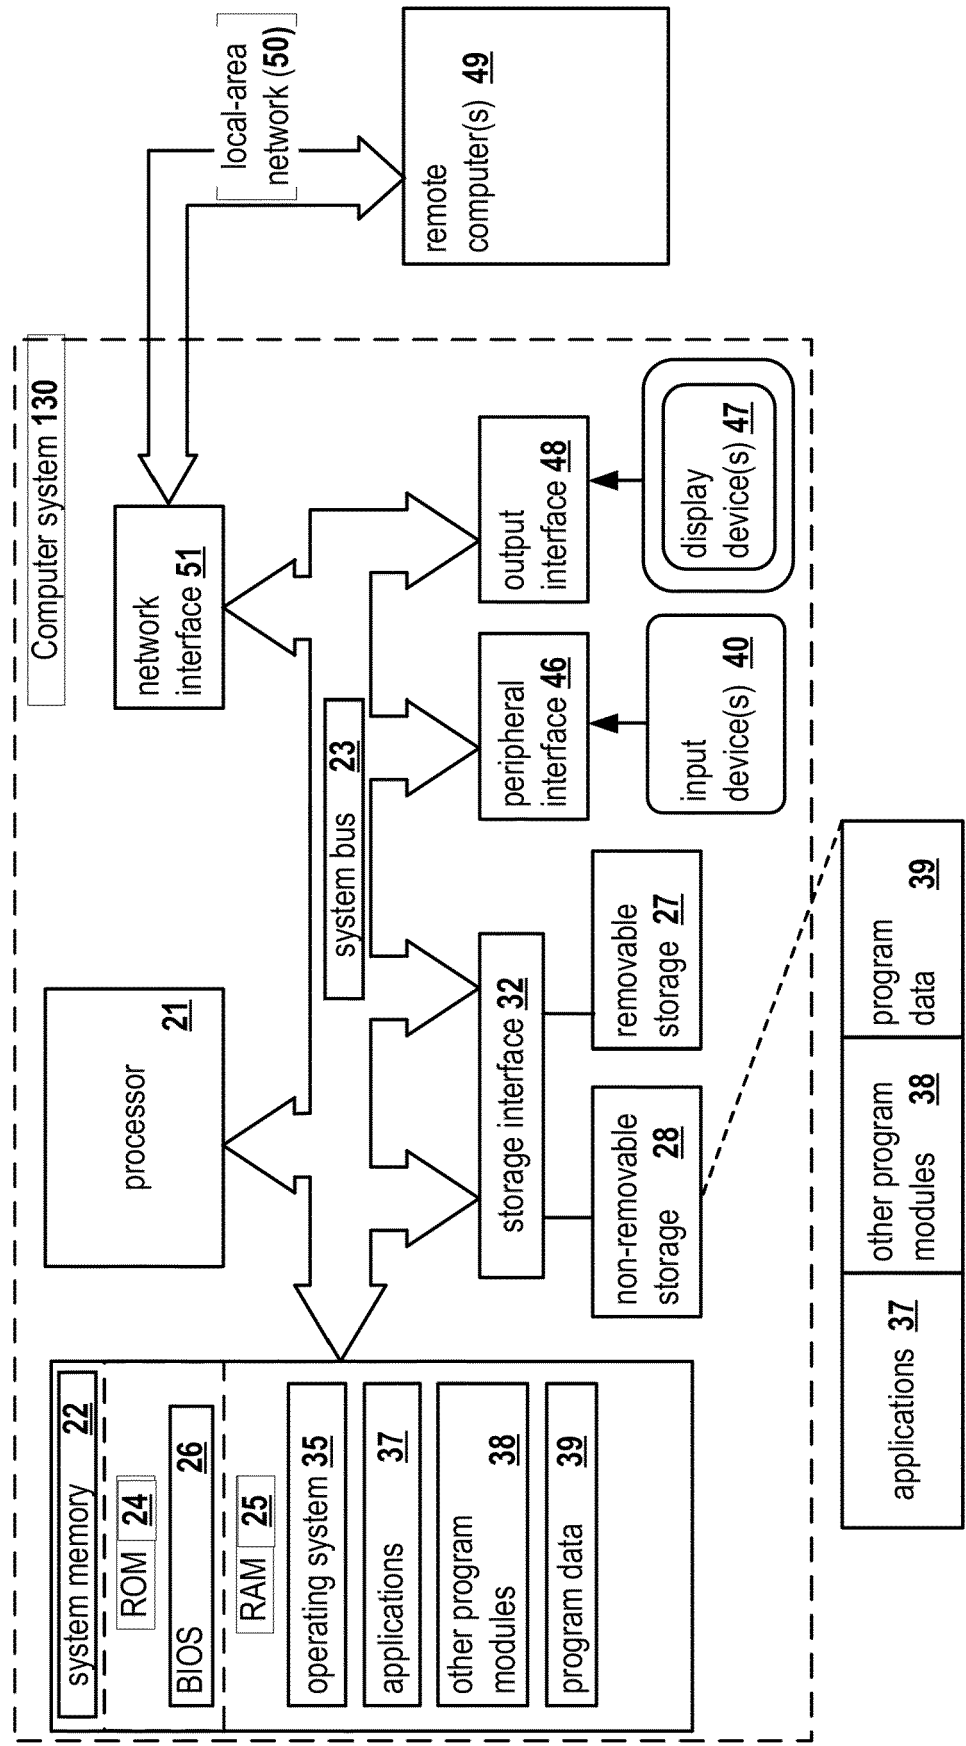 Computer system 130
system memory 22
ROM 24
BIOS 26
RAM 25
operating system 35
applications
37
other program
modules 38
program data 39
processor
21
network
interface 51
system bus 23
storage interface 32
non-removable
storage 28
removable
storage 27
peripheral
interface 46
output
interface 48
input
device(s) 40
display
device(s) 47
local-area
network (50)
remote
computer(s) 49
applications 37
other program
modules 38
program
data 39